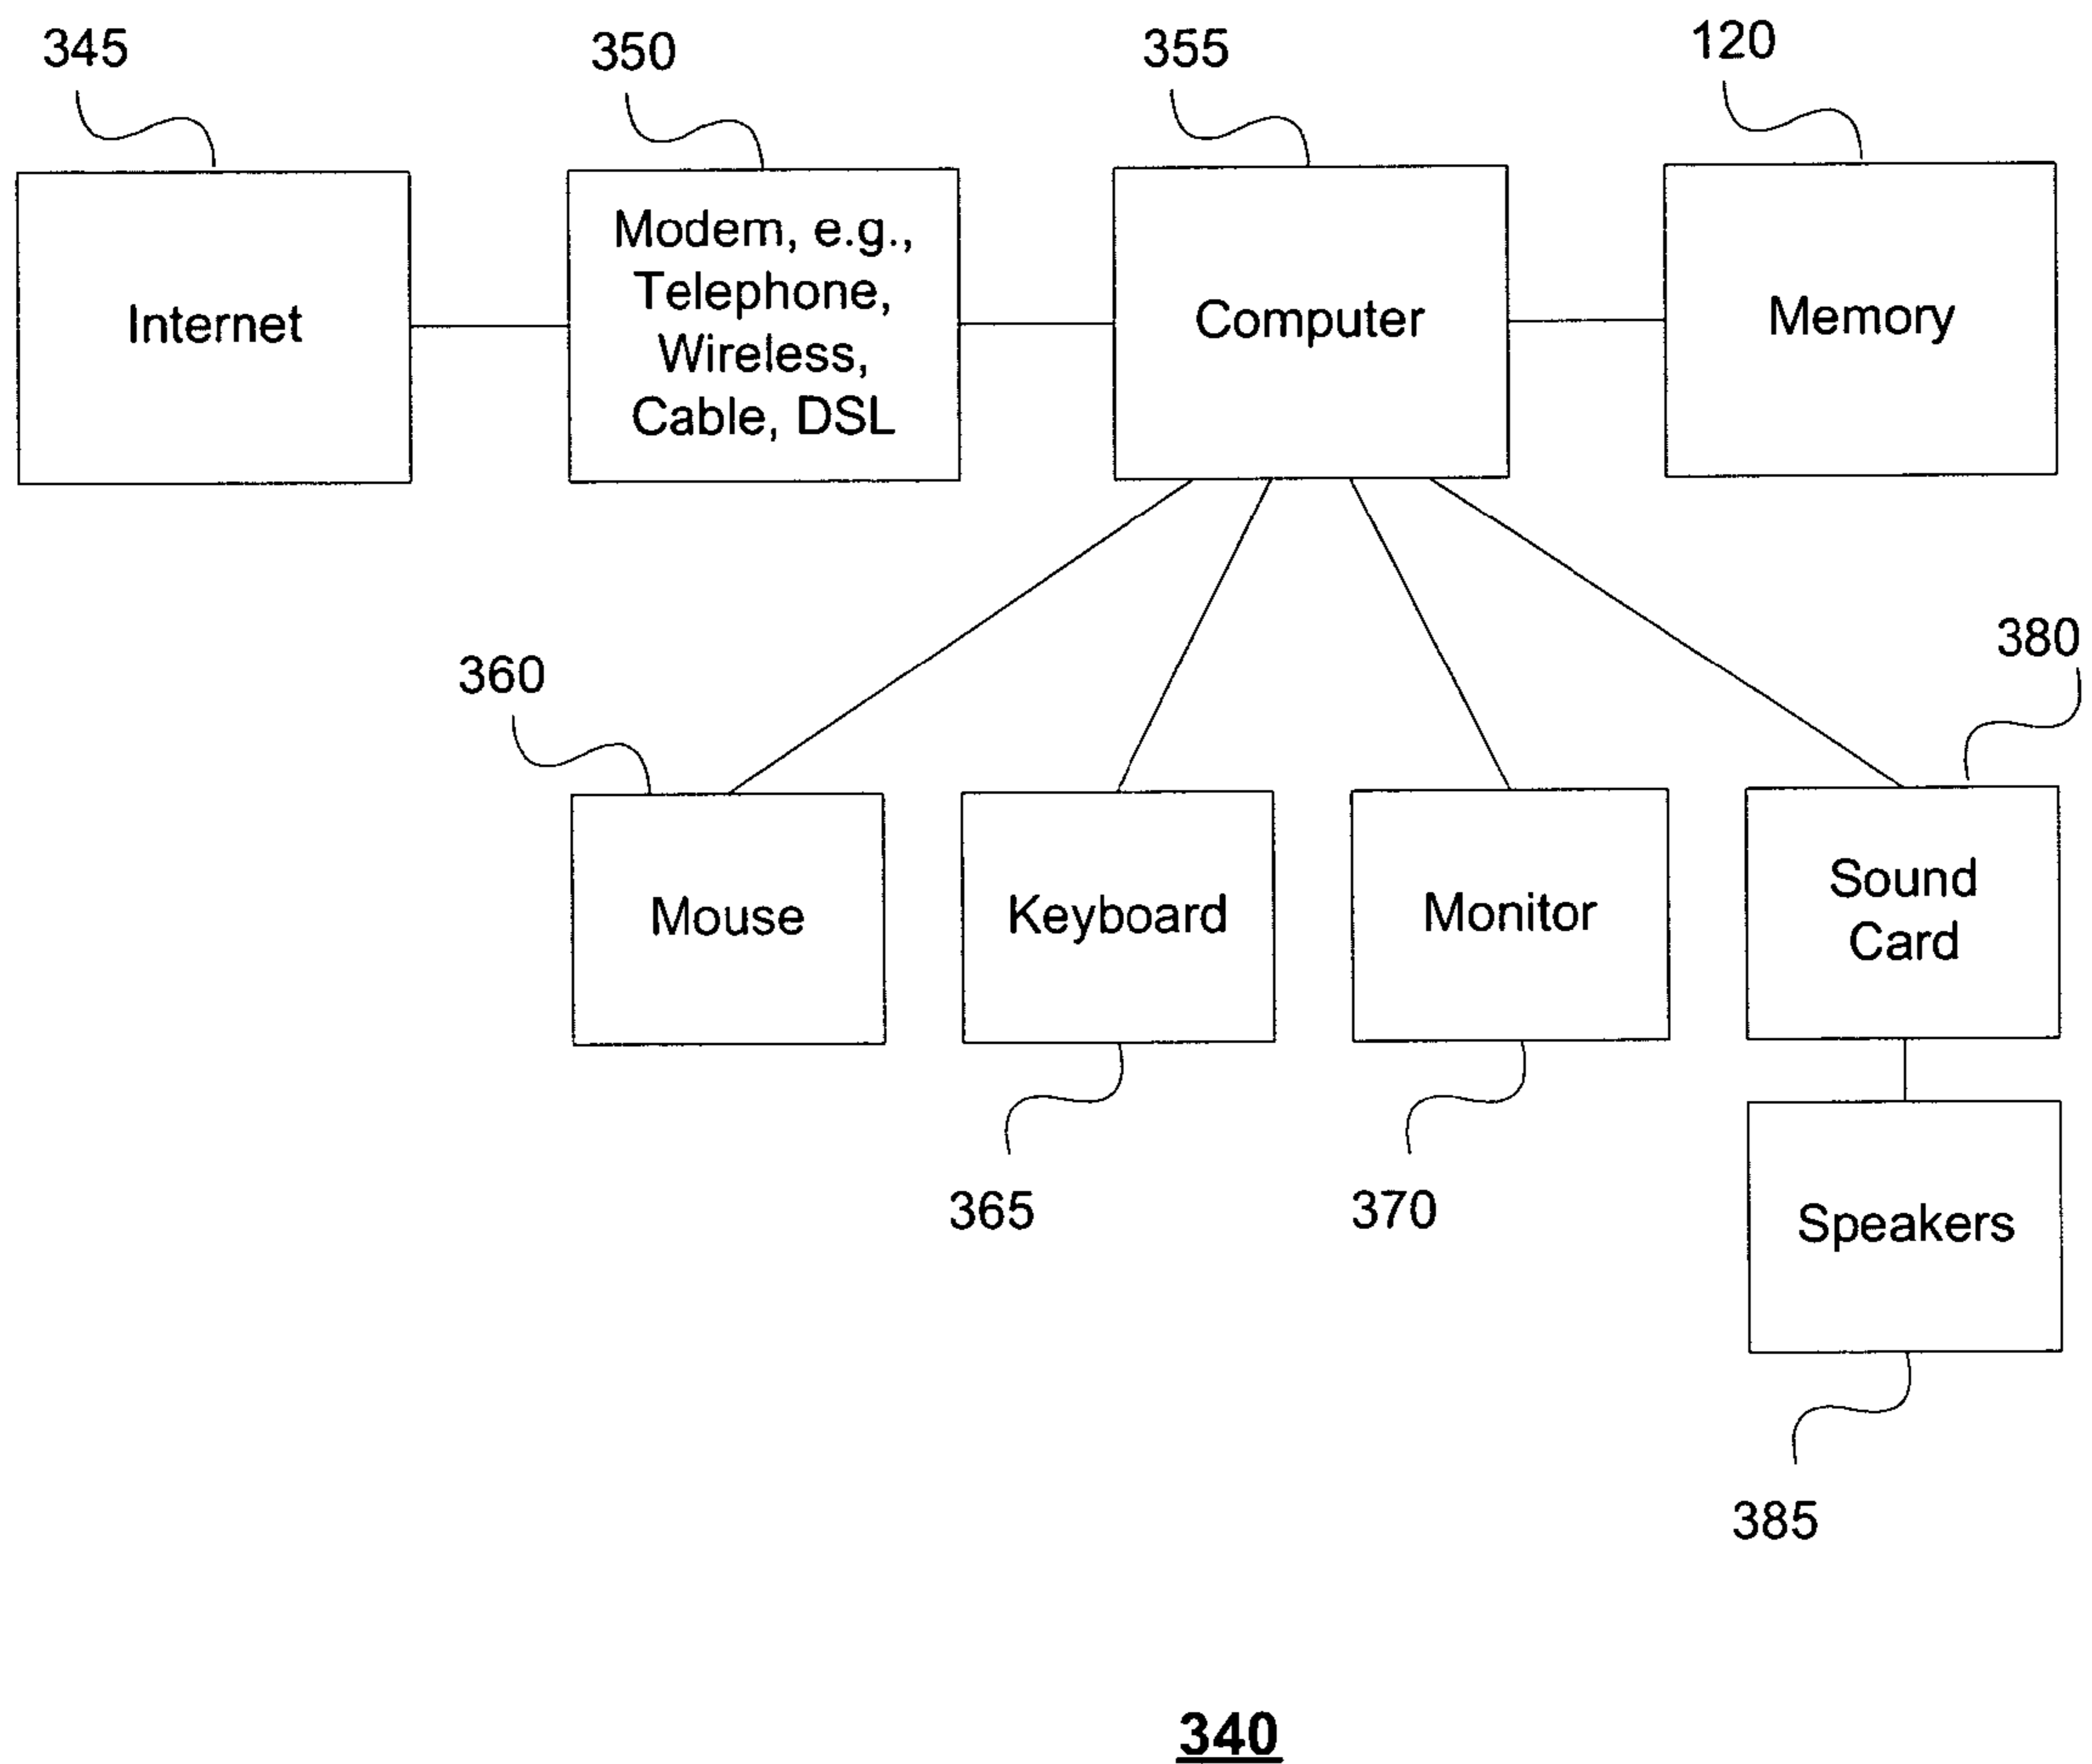 345
350
355
120
Internet
Modem, e.g.,
Telephone,
Wireless,
Cable, DSL
Computer
Memory
360
380
Mouse
Keyboard
Monitor
Sound
Card
365
370
Speakers
385
340